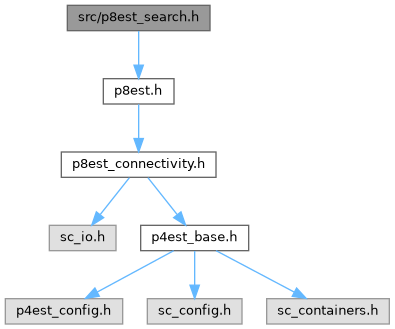 src/p8est_search.h
p8est.h
p8est_connectivity.h
sc_io.h
p4est_base.h
p4est_config.h
sc_config.h
sc_containers.h